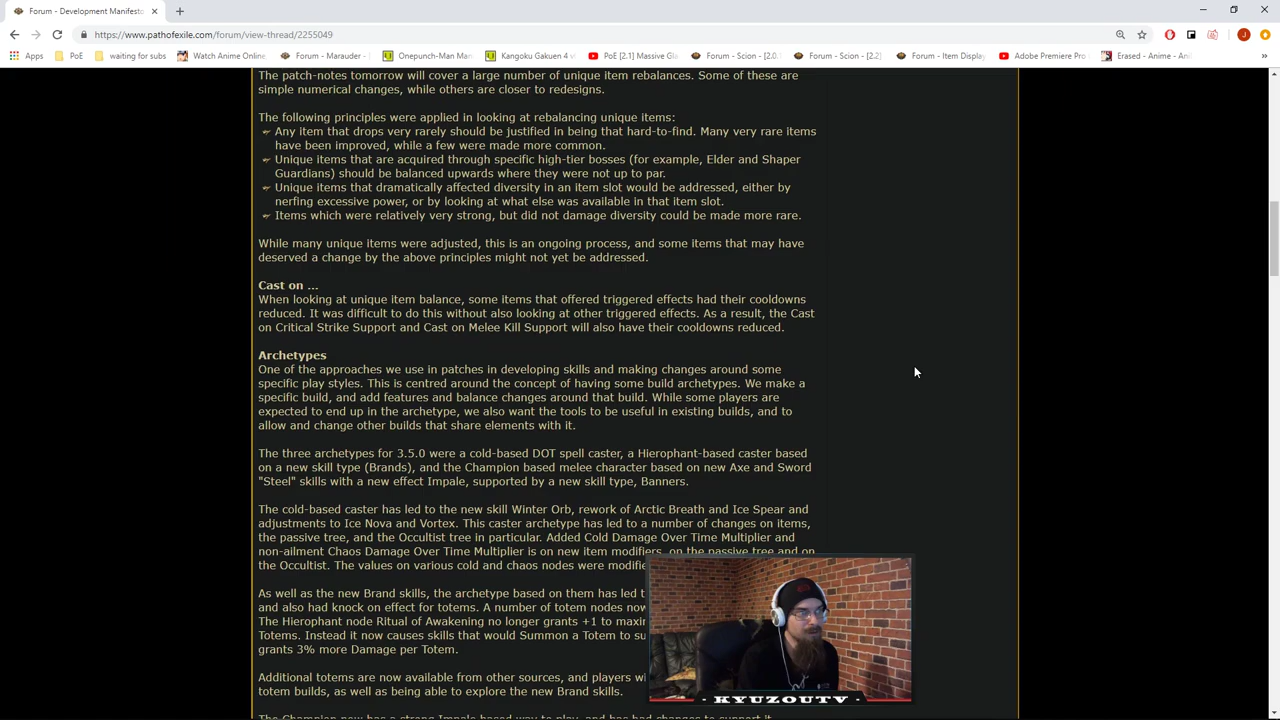 Forum - Development Manifesto
https://www.pathofexile.com/forum/view-thread/2255049
Apps PoE waiting for subs Watch Anime Online Forum - Marauder - Onepunch-Man Man Kangoku Gakuen 4 v PoE [2.1] Massive Gla Forum - Scion - [2.0. Forum - Scion - [2.2] Forum - Item Display Adobe Premiere Pro Erased - Anime - Ani
The patch-notes tomorrow will cover a large number of unique item rebalances. Some of these are
simple numerical changes, while others are closer to redesigns.
The following principles were applied in looking at rebalancing unique items:
Any item that drops very rarely should be justified in being that hard-to-find. Many very rare items
have been improved, while a few were made more common.
Unique items that are acquired through specific high-tier bosses (for example, Elder and Shaper
Guardians) should be balanced upwards where they were not up to par.
Unique items that dramatically affected diversity in an item slot would be addressed, either by
nerfing excessive power, or by looking at what else was available in that item slot.
Items which were relatively very strong, but did not damage diversity could be made more rare.
While many unique items were adjusted, this is an ongoing process, and some items that may have
deserved a change by the above principles might not yet be addressed.
Cast on ...
When looking at unique item balance, some items that offered triggered effects had their cooldowns
reduced. It was difficult to do this without also looking at other triggered effects. As a result, the Cast
on Critical Strike Support and Cast on Melee Kill Support will also have their cooldowns reduced.
Archetypes
One of the approaches we use in patches in developing skills and making changes around some
specific play styles. This is centred around the concept of having some build archetypes. We make a
specific build, and add features and balance changes around that build. While some players are
expected to end up in the archetype, we also want the tools to be useful in existing builds, and to
allow and change other builds that share elements with it.
The three archetypes for 3.5.0 were a cold-based DOT spell caster, a Hierophant-based caster based
on a new skill type (Brands), and the Champion based melee character based on new Axe and Sword
"Steel" skills with a new effect Impale, supported by a new skill type, Banners.
The cold-based caster has led to the new skill Winter Orb, rework of Arctic Breath and Ice Spear and
adjustments to Ice Nova and Vortex. This caster archetype has led to a number of changes on items,
the passive tree, and the Occultist tree in particular. Added Cold Damage Over Time Multiplier and
non-ailment Chaos Damage Over Time Multiplier is on new item modifiers, on the passive tree and on
the Occultist. The values on various cold and chaos nodes were modifie
As well as the new Brand skills, the archetype based on them has led t
and also had knock on effect for totems. A number of totem nodes now
The Hierophant node Ritual of Awakening no longer grants +1 to maxim
Totems. Instead it now causes skills that would Summon a Totem to su
grants 3% more Damage per Totem.
Additional totems are now available from other sources, and players wi
totem builds, as well as being able to explore the new Brand skills.
The Champion now has a strong Impale based way to play, and has had changes to support it
- KYUZOUTV -